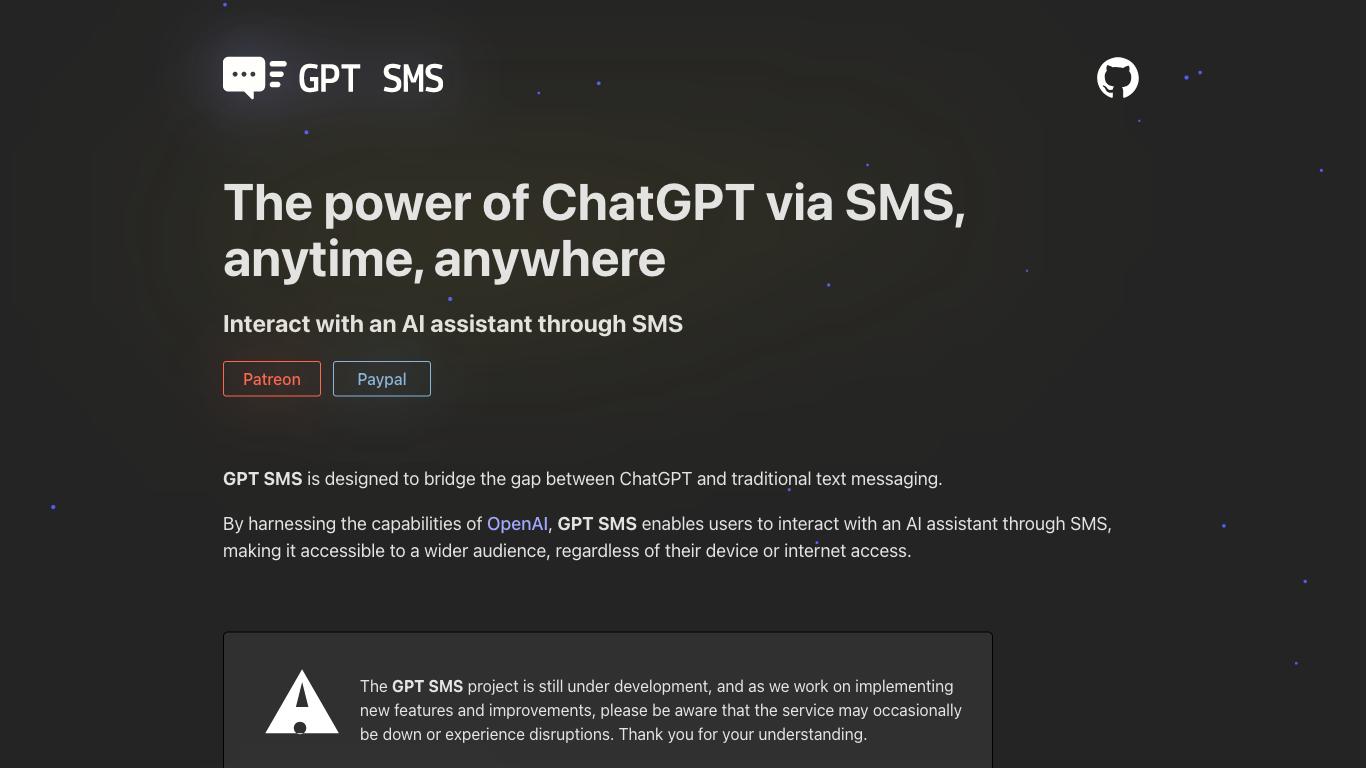 GPT SMS
The power of ChatGPT via SMS,
anytime, anywhere
Interact with an AI assistant through SMS
Patreon
Paypal
GPT SMS is designed to bridge the gap between ChatGPT and traditional text messaging.
By harnessing the capabilities of OpenAI, GPT SMS enables users to interact with an AI assistant through SMS,
making it accessible to a wider audience, regardless of their device or internet access.
The GPT SMS project is still under development, and as we work on implementing
new features and improvements, please be aware that the service may occasionally
be down or experience disruptions. Thank you for your understanding.